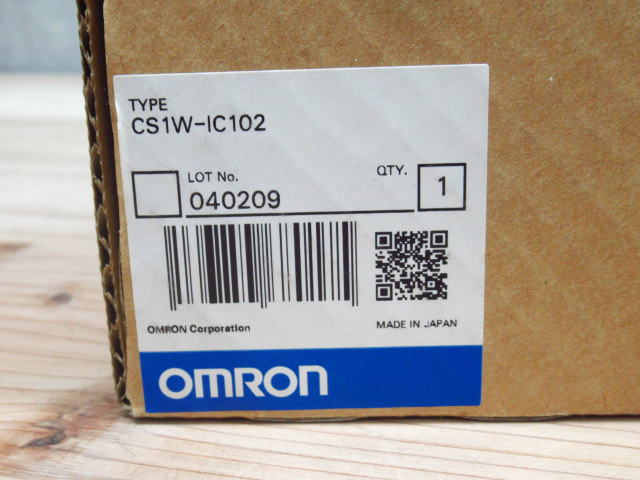 TYPE
CS1W-IC102
LOT No.
040209
QTY.
1
OMRON Corporation
MADE IN JAPAN
OMRON